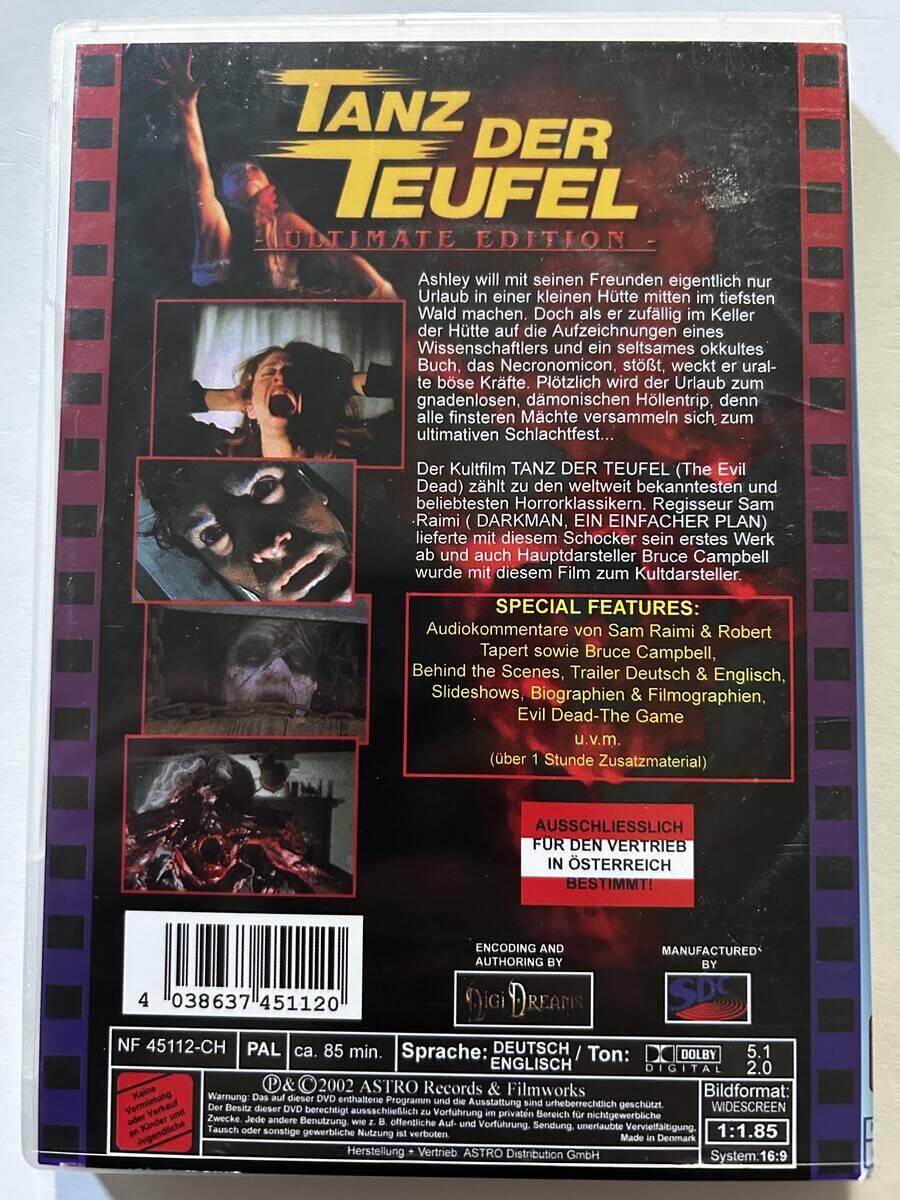 TANZ DER
TEUFEL
- ULTIMATE EDITION -
Ashley will mit seinen Freunden eigentlich nur
Urlaub in einer kleinen Hütte mitten im tiefsten
Wald machen. Doch als er zufällig im Keller
der Hütte auf die Aufzeichnungen eines
Wissenschaftlers und ein seltsames okkultes
Buch, das Necronomicon, stößt, weckt er ural-
te böse Kräfte. Plötzlich wird der Urlaub zum
gnadenlosen, dämonischen Höllentrip, denn
alle finsteren Mächte versammeln sich zum
ultimativen Schlachtfest...
Der Kultfilm TANZ DER TEUFEL (The Evil
Dead) zählt zu den weltweit bekanntesten und
beliebtesten Horrorklassikern. Regisseur Sam
Raimi ( DARKMAN, EIN EINFACHER PLAN)
lieferte mit diesem Schocker sein erstes Werk
ab und auch Hauptdarsteller Bruce Campbell
wurde mit diesem Film zum Kultdarsteller.
SPECIAL FEATURES:
Audiokommentare von Sam Raimi & Robert
Tapert sowie Bruce Campbell,
Behind the Scenes, Trailer Deutsch & Englisch,
Slideshows, Biographien & Filmographien,
Evil Dead-The Game
u.v.m.
(über 1 Stunde Zusatzmaterial)
AUSSCHLIESSLICH
FÜR DEN VERTRIEB
IN ÖSTERREICH
BESTIMMT!
4 038637 451120
ENCODING AND
AUTHORING BY
DIGI DREAMS
MANUFACTURED
BY
SDC
NF 45112-CH PAL ca. 85 min. Sprache: DEUTSCH
ENGLISCH / Ton: DOLBY
DIGITAL 5.1
2.0
Keine
Vermietung
oder Verkauf
an Kinder und
Jugendliche
Ⓟ & © 2002 ASTRO Records & Filmworks
Warnung: Das auf dieser DVD enthaltene Programm und die Ausstattung sind urheberrechtlich geschützt.
Der Besitz dieser DVD berechtigt ausschließlich zu Vorführung im privaten Bereich für nichtgewerbliche
Zwecke. Jede andere Benutzung, wie z. B. öffentliche Auf- und Vorführung, Sendung, unerlaubte Vervielfältigung,
Tausch oder sonstige gewerbliche Nutzung ist verboten.
Made in Denmark
Herstellung + Vertrieb: ASTRO Distribution GmbH
Bildformat:
WIDESCREEN
1:1.85
System:16:9